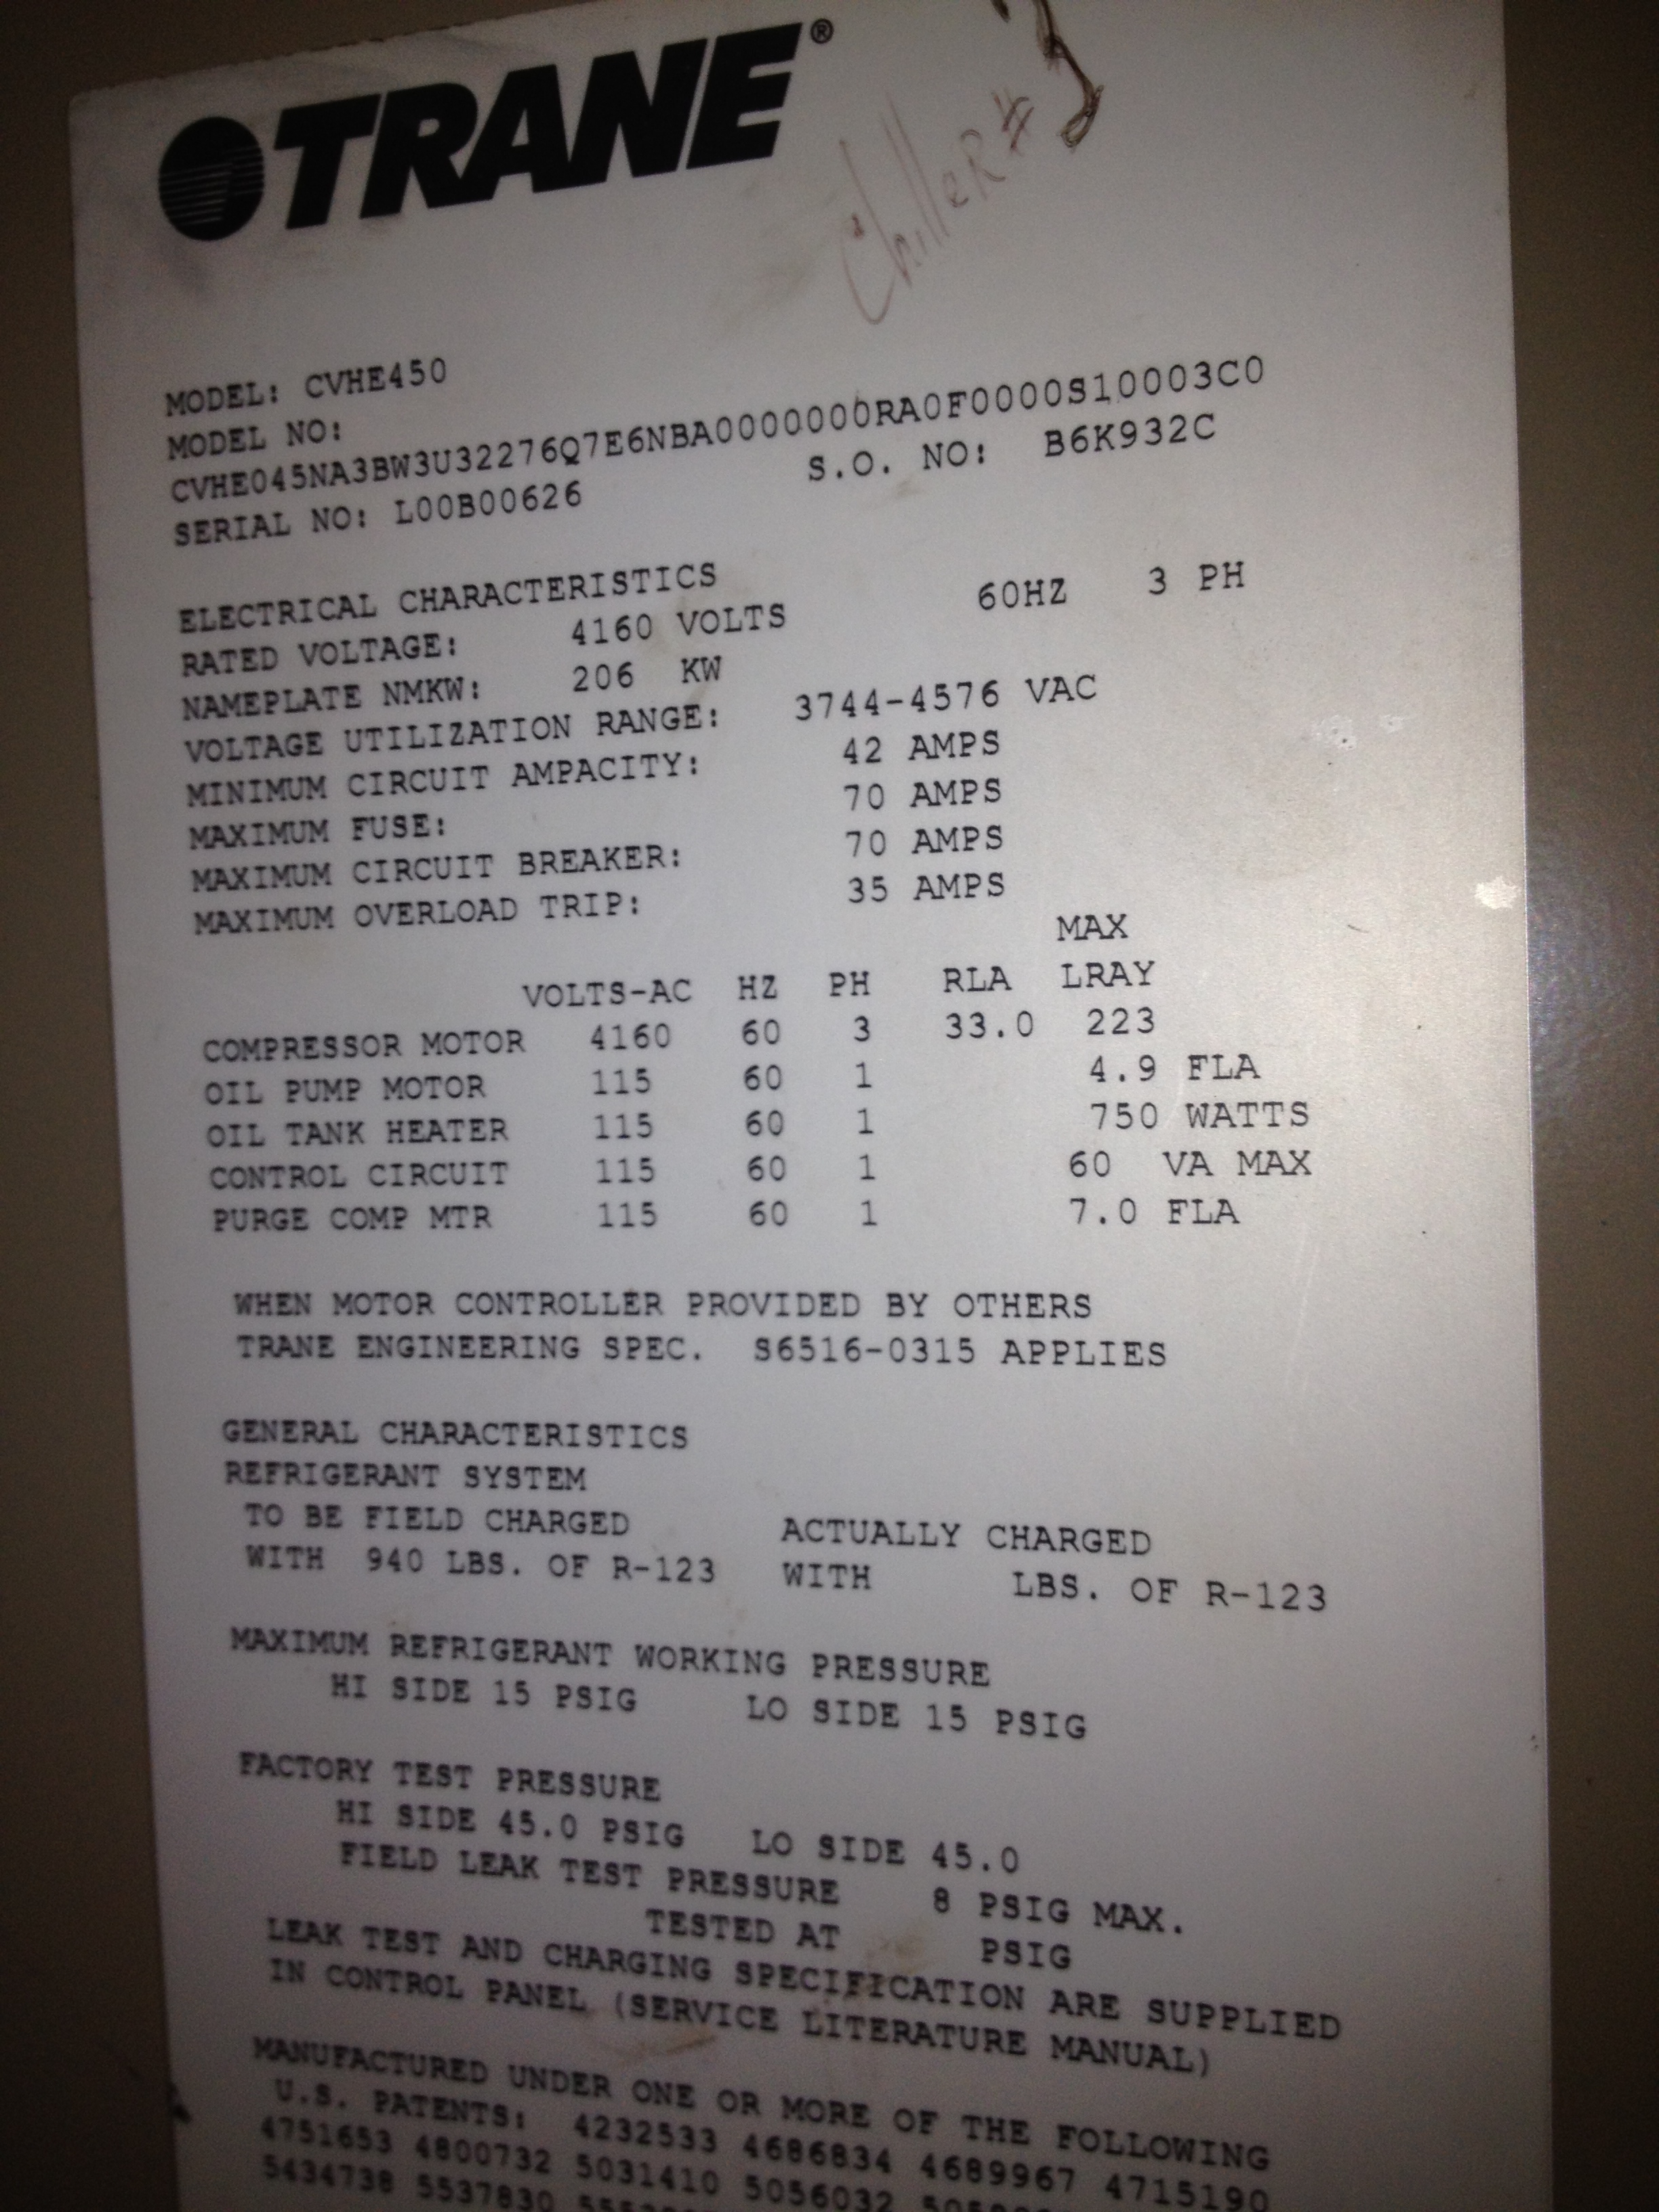 TRANE®
Chiller #
MODEL: CVHE450
MODEL NO:
CVHE045NA3BW3U32276Q7E6NBA0000000RA0F0000S10003C0
SERIAL NO: L00B00626 S.O. NO: B6K932C
ELECTRICAL CHARACTERISTICS
RATED VOLTAGE: 4160 VOLTS 60HZ 3 PH
NAMEPLATE NMKW: 206 KW
VOLTAGE UTILIZATION RANGE: 3744-4576 VAC
MINIMUM CIRCUIT AMPACITY: 42 AMPS
MAXIMUM FUSE: 70 AMPS
MAXIMUM CIRCUIT BREAKER: 70 AMPS
MAXIMUM OVERLOAD TRIP: 35 AMPS
MAX
VOLTS-AC HZ PH RLA LRAY
COMPRESSOR MOTOR 4160 60 3 33.0 223
OIL PUMP MOTOR 115 60 1 4.9 FLA
OIL TANK HEATER 115 60 1 750 WATTS
CONTROL CIRCUIT 115 60 1 60 VA MAX
PURGE COMP MTR 115 60 1 7.0 FLA
WHEN MOTOR CONTROLLER PROVIDED BY OTHERS
TRANE ENGINEERING SPEC. S6516-0315 APPLIES
GENERAL CHARACTERISTICS
REFRIGERANT SYSTEM
TO BE FIELD CHARGED ACTUALLY CHARGED
WITH 940 LBS. OF R-123 WITH LBS. OF R-123
MAXIMUM REFRIGERANT WORKING PRESSURE
HI SIDE 15 PSIG LO SIDE 15 PSIG
FACTORY TEST PRESSURE
HI SIDE 45.0 PSIG LO SIDE 45.0
FIELD LEAK TEST PRESSURE 8 PSIG MAX.
TESTED AT PSIG
LEAK TEST AND CHARGING SPECIFICATION ARE SUPPLIED
IN CONTROL PANEL (SERVICE LITERATURE MANUAL)
MANUFACTURED UNDER ONE OR MORE OF THE FOLLOWING
U.S. PATENTS: 4232533 4686834 4689967 4715190
4751653 4800732 5031410 5056032
5434738 5537830